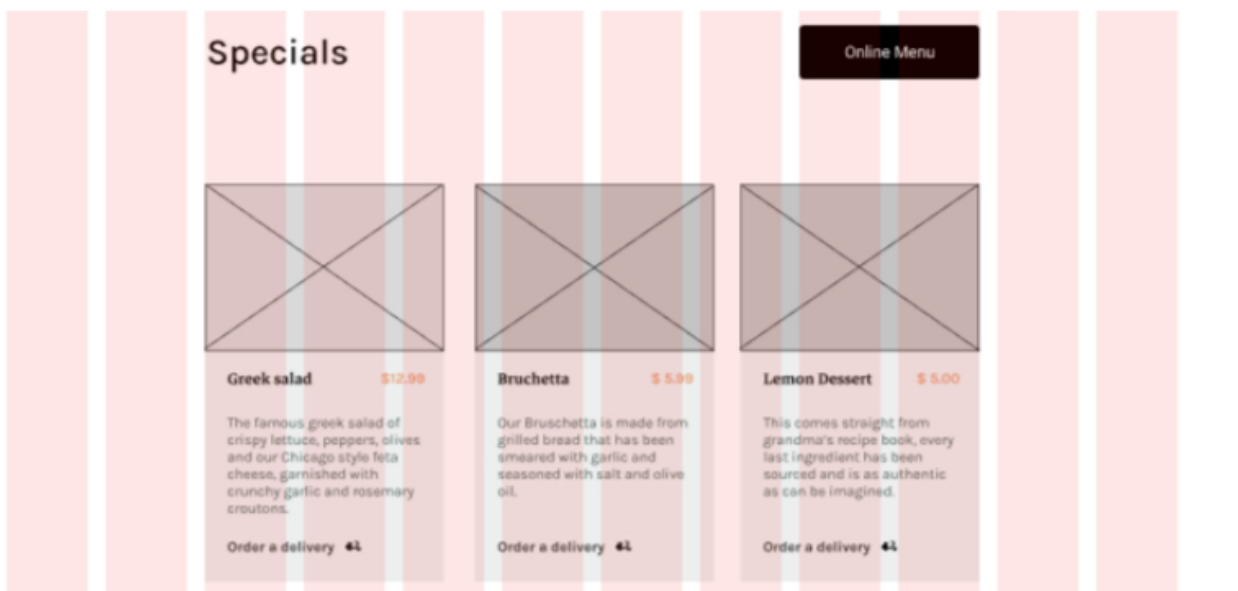 Specials
Online Menu
Greek salad $12.99
The famous greek salad of
crispy lettuce, peppers, olives
and our Chicago style feta
cheese, garnished with
crunchy garlic and rosemary
croutons.
Order a delivery
Bruchetta $ 5.99
Our Bruschetta is made from
grilled bread that has been
smeared with garlic and
seasoned with salt and olive
oil.
Order a delivery
Lemon Dessert $ 5.00
This comes straight from
grandma's recipe book, every
last ingredient has been
sourced and is as authentic
as can be imagined.
Order a delivery